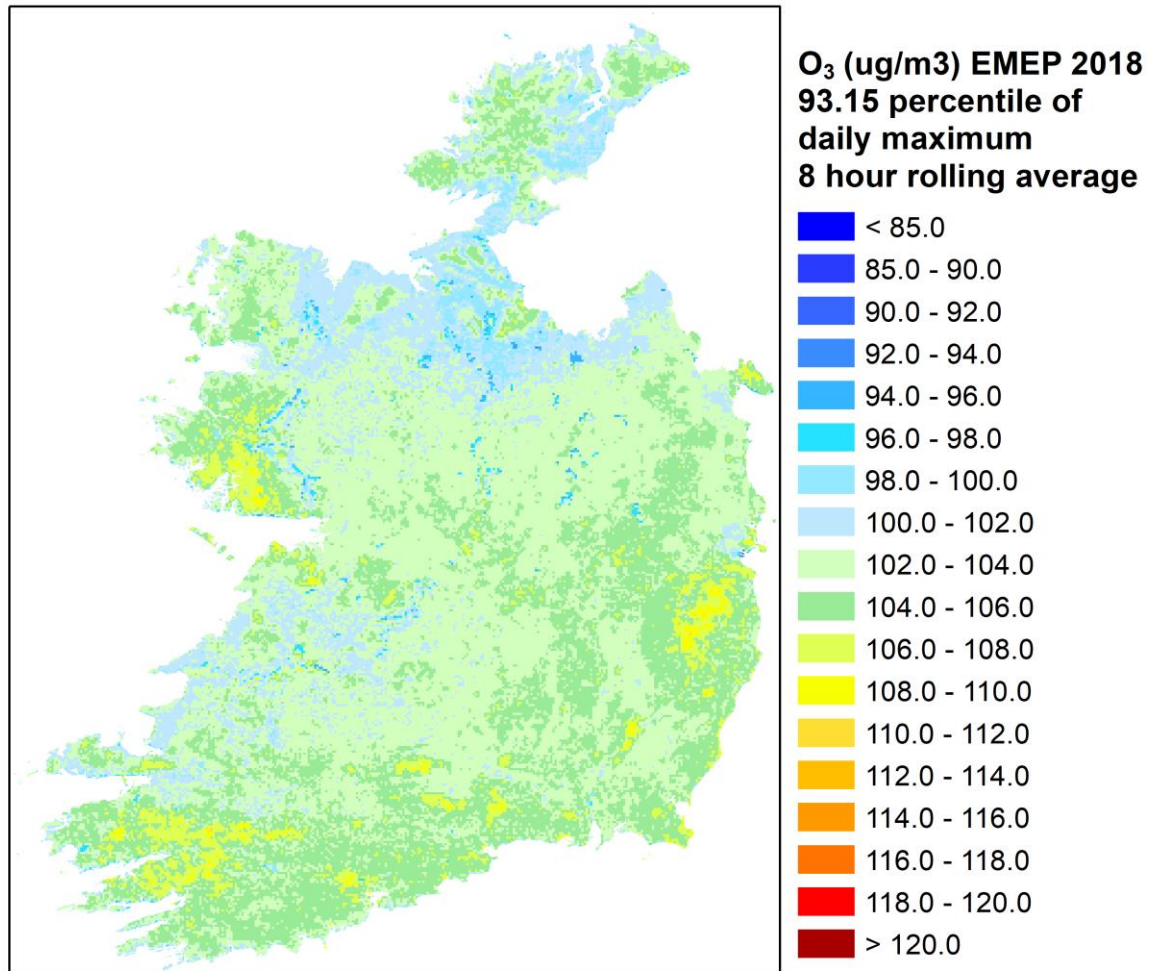 O₃ (ug/m3) EMEP 2018
93.15 percentile of
daily maximum
8 hour rolling average
< 85.0
85.0 - 90.0
90.0 - 92.0
92.0 - 94.0
94.0 - 96.0
96.0 - 98.0
98.0 - 100.0
100.0 - 102.0
102.0 - 104.0
104.0 - 106.0
106.0 - 108.0
108.0 - 110.0
110.0 - 112.0
112.0 - 114.0
114.0 - 116.0
116.0 - 118.0
118.0 - 120.0
> 120.0